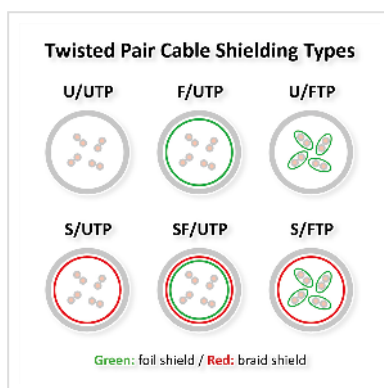 Twisted Pair Cable Shielding Types
U/UTP F/UTP U/FTP
S/UTP SF/UTP S/FTP
Green: foil shield / Red: braid shield